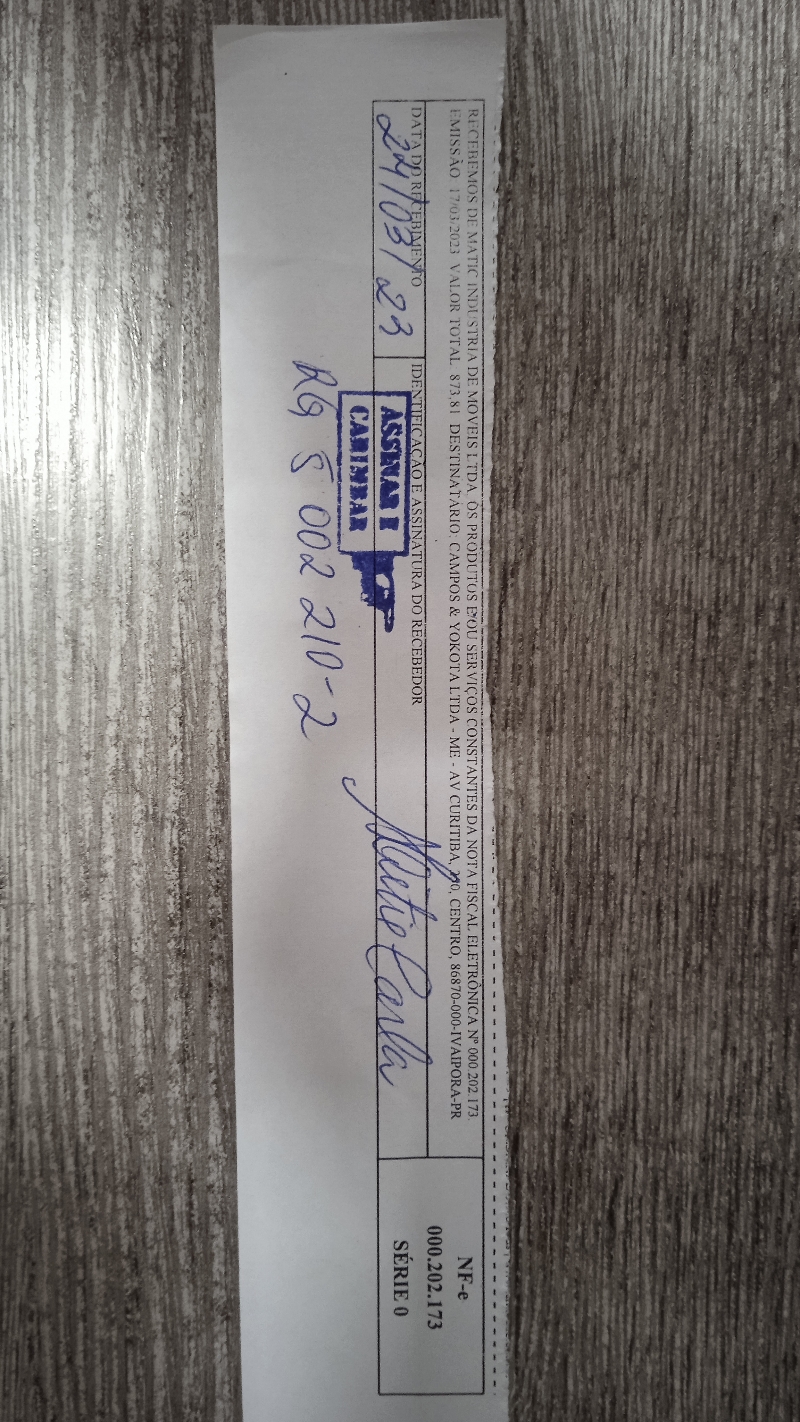 RECEBEMOS DE MATIC INDUSTRIA DE MOVEIS LTDA OS PRODUTOS E/OU SERVIÇOS CONSTANTES DA NOTA FISCAL ELETRÔNICA Nº 000.202.173.
EMISSÃO 17/03/2023 VALOR TOTAL 873,81 DESTINATARIO: CAMPOS & YOKOTA LTDA - ME - AV CURITIBA, CENTRO, 86870-000-IVAIPORA-PR
DATA DO RECEBIMENTO
24/03/23
IDENTIFICAÇÃO E ASSINATURA DO RECEBEDOR
ASSINAR E
CARIMBAR
Carla
RG 5 002 210-2
NF-e
000.202.173
SÉRIE 0